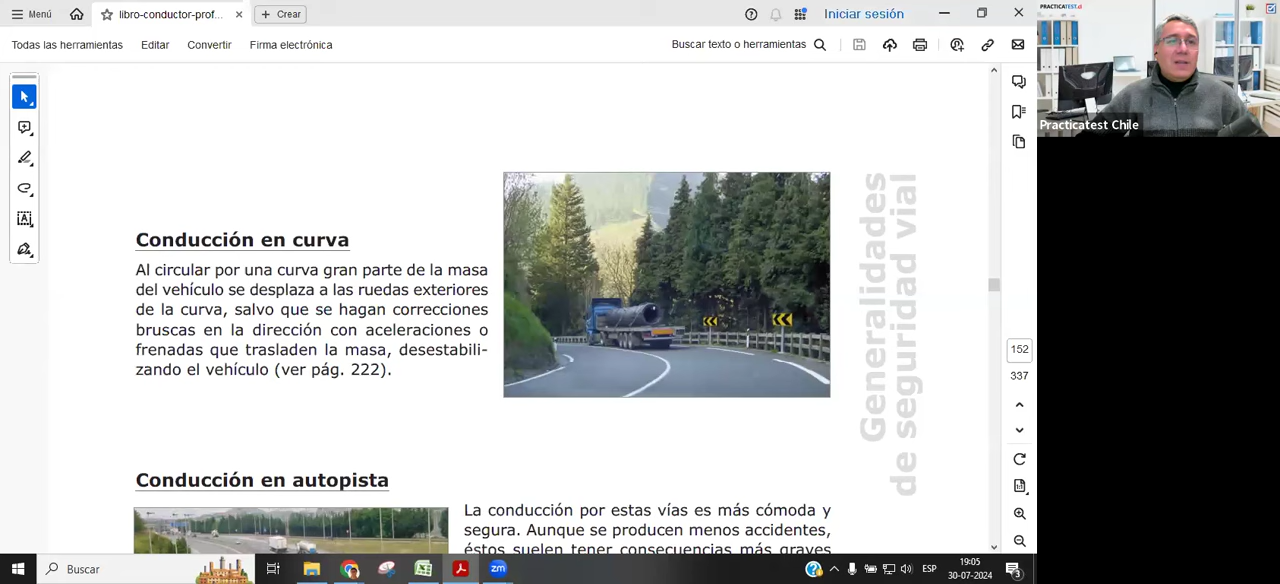 Menú
libro-conductor-prof...
Crear
Iniciar sesión
Todas las herramientas
Editar
Convertir
Firma electrónica
Buscar texto o herramientas
PRACTICATEST.cl
Practicatest Chile
Conducción en curva
Al circular por una curva gran parte de la masa
del vehículo se desplaza a las ruedas exteriores
de la curva, salvo que se hagan correcciones
bruscas en la dirección con aceleraciones o
frenadas que trasladen la masa, desestabili-
zando el vehículo (ver pág. 222).
Generalidades
de seguridad vial
152
337
Conducción en autopista
La conducción por estas vías es más cómoda y
segura. Aunque se producen menos accidentes,
éstos suelen tener consecuencias más graves
Buscar
zm
ESP
19:05
30-07-2024
3